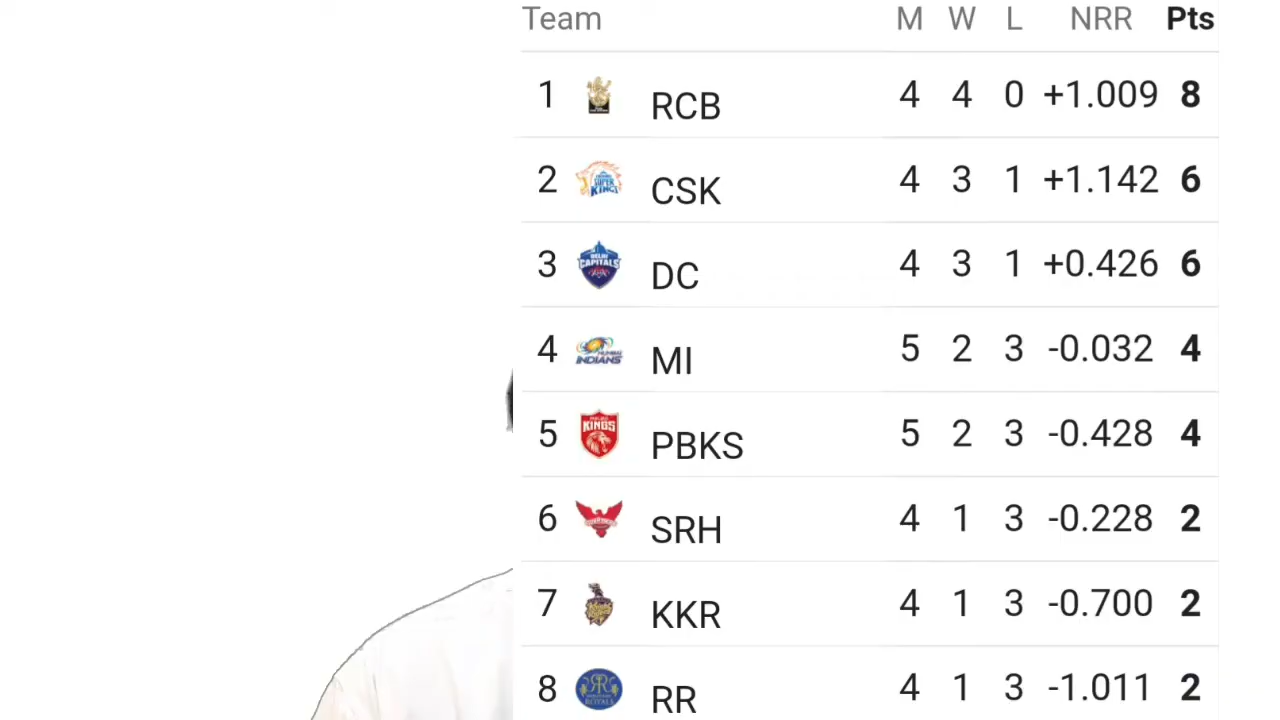 Team M W L NRR Pts
1 RCB 4 4 0 +1.009 8
2 CSK 4 3 1 +1.142 6
3 DC 4 3 1 +0.426 6
4 MI 5 2 3 -0.032 4
5 PBKS 5 2 3 -0.428 4
6 SRH 4 1 3 -0.228 2
7 KKR 4 1 3 -0.700 2
8 RR 4 1 3 -1.011 2